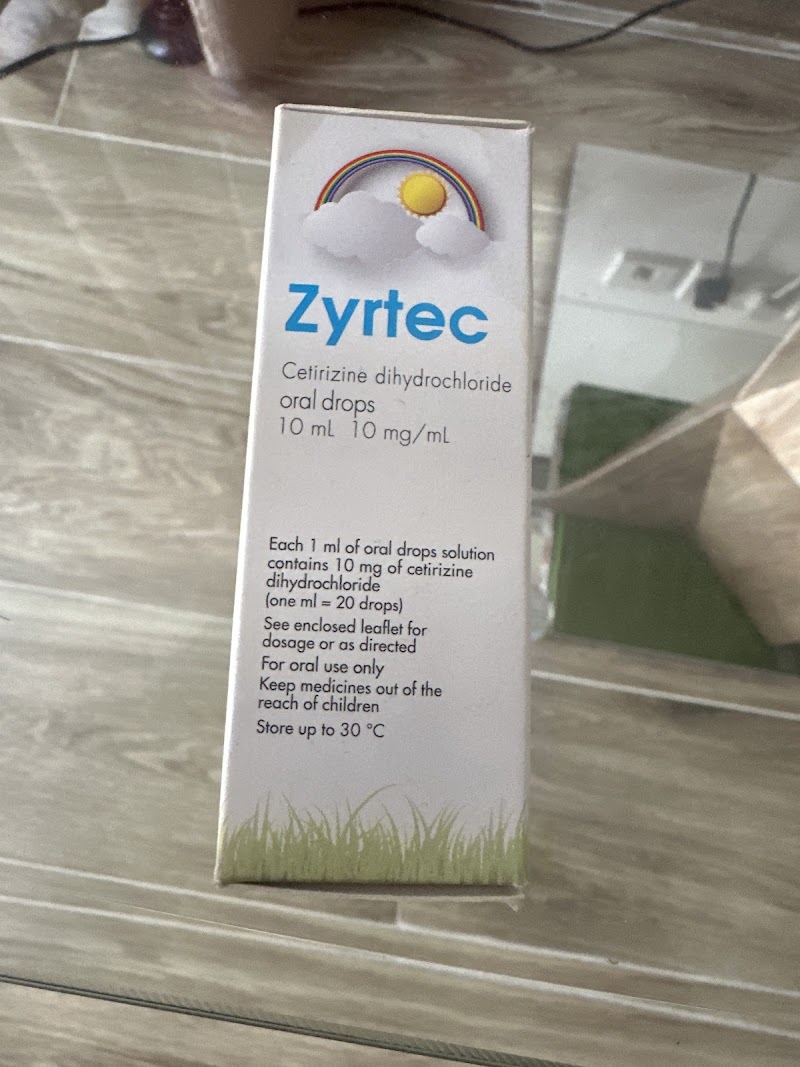 Zyrtec
Cetirizine dihydrochloride
oral drops
10 mL 10 mg/mL
Each 1 ml of oral drops solution
contains 10 mg of cetirizine
dihydrochloride
(one ml = 20 drops)
See enclosed leaflet for
dosage or as directed
For oral use only
Keep medicines out of the
reach of children
Store up to 30 °C